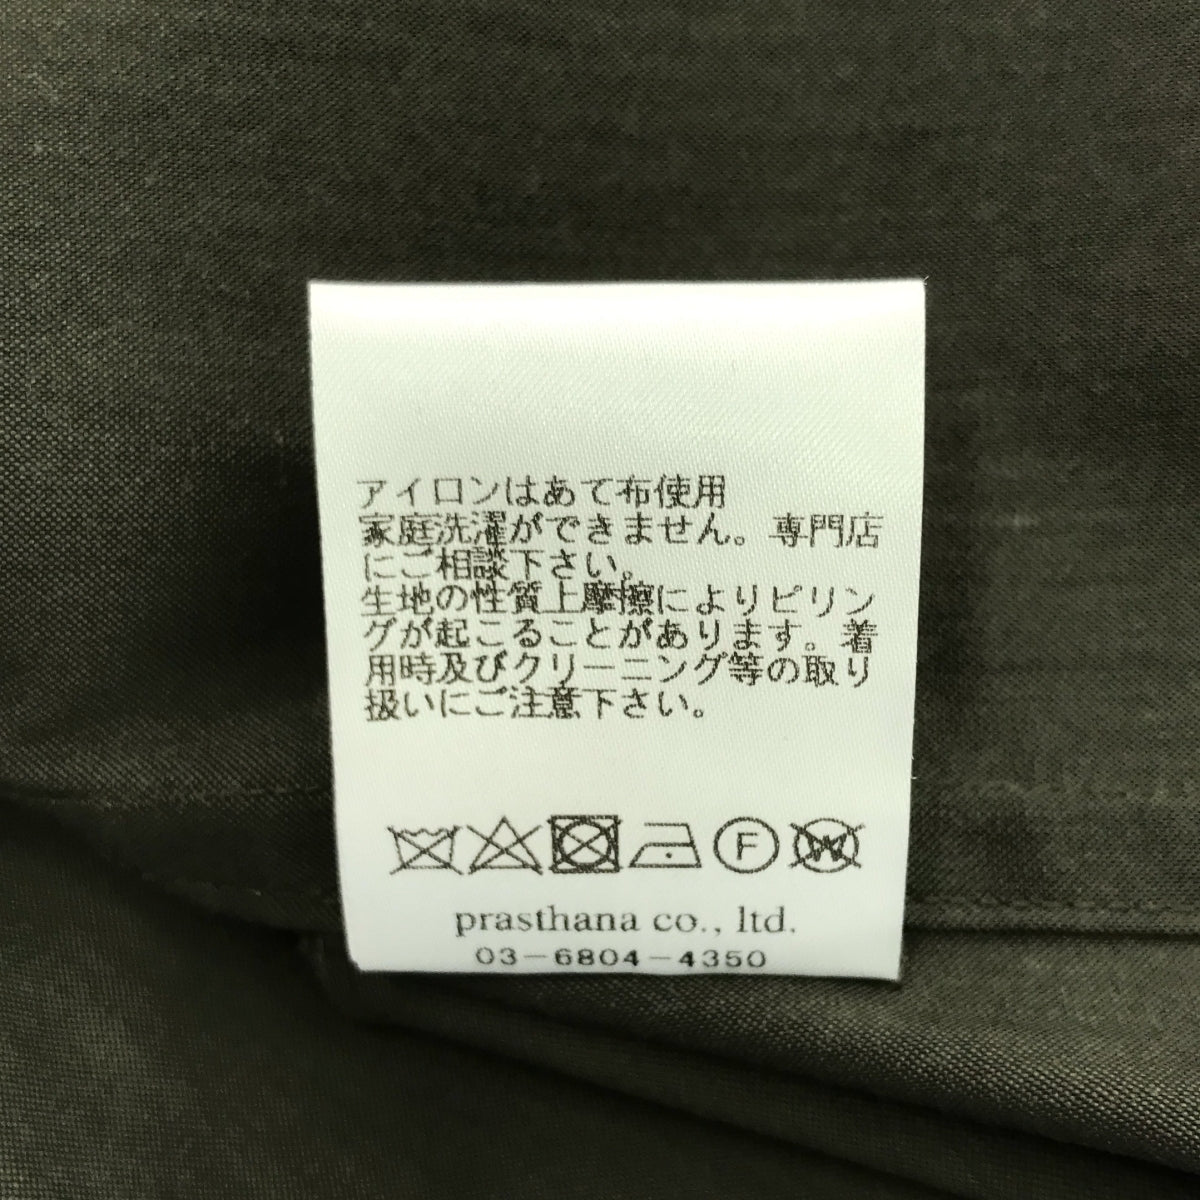 アイロンはあて布使用
家庭洗濯ができません。専門店
にご相談下さい。
生地の性質上摩擦によりピリン
グが起こることがあります。着
用時及びクリーニング等の取り
扱いにご注意下さい。
F W
prasthana co., ltd.
03-6804-4350